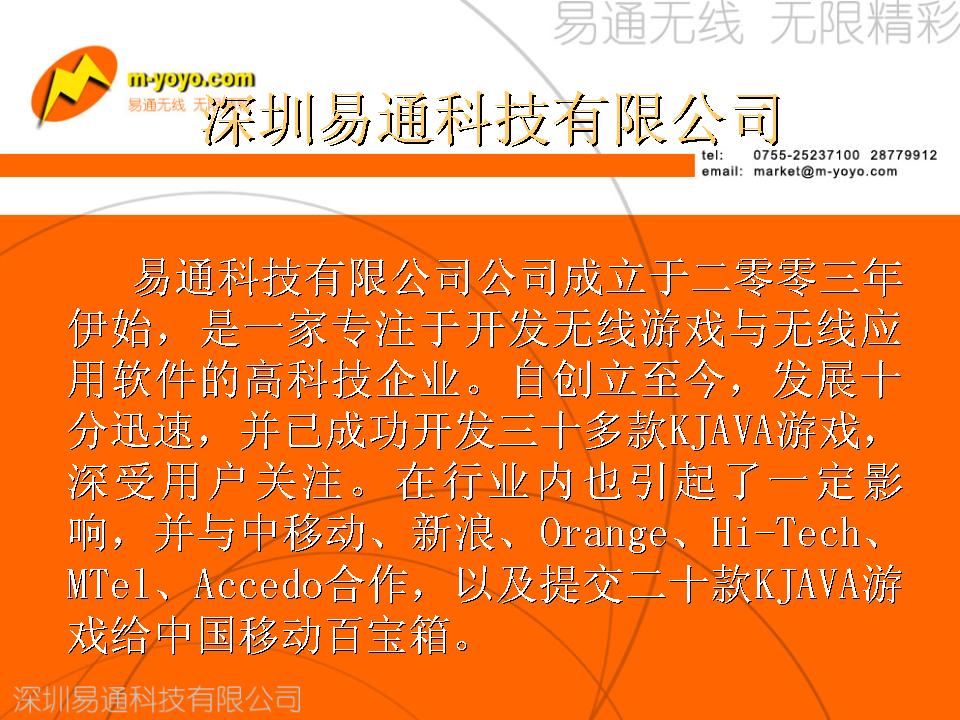 易通无线 无限精彩
m-yoyo.com
易通无线 无限精彩
深圳易通科技有限公司
tel: 0755-25237100 28779912
email: market@m-yoyo.com
易通科技有限公司公司成立于二零零三年
伊始，是一家专注于开发无线游戏与无线应
用软件的高科技企业。自创立至今，发展十
分迅速，并已成功开发三十多款KJAVA游戏，
深受用户关注。在行业内也引起了一定影
响，并与中移动、新浪、Orange、Hi-Tech、
MTel、Accedo合作，以及提交二十款KJAVA游
戏给中国移动百宝箱。
深圳易通科技有限公司